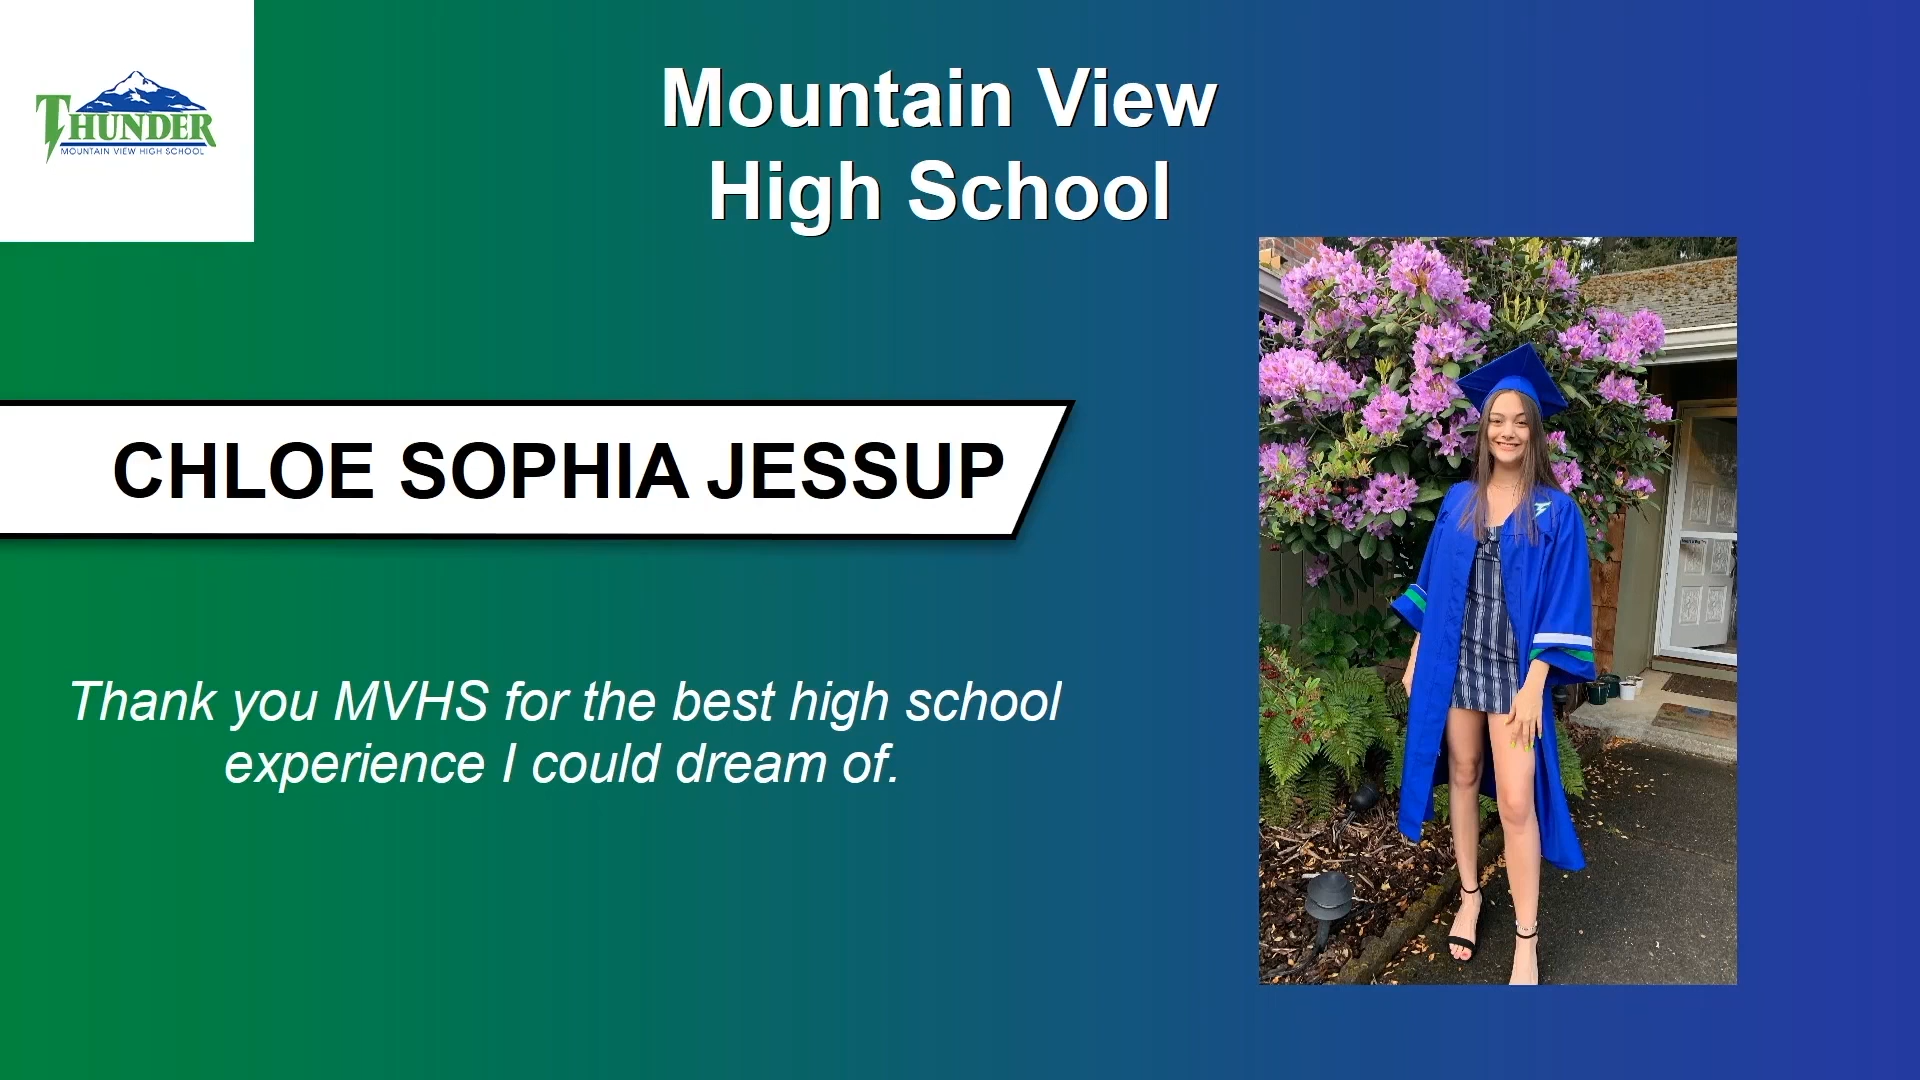 THUNDER
MOUNTAIN VIEW HIGH SCHOOL
Mountain View
High School
CHLOE SOPHIA JESSUP
Thank you MVHS for the best high school
experience I could dream of.